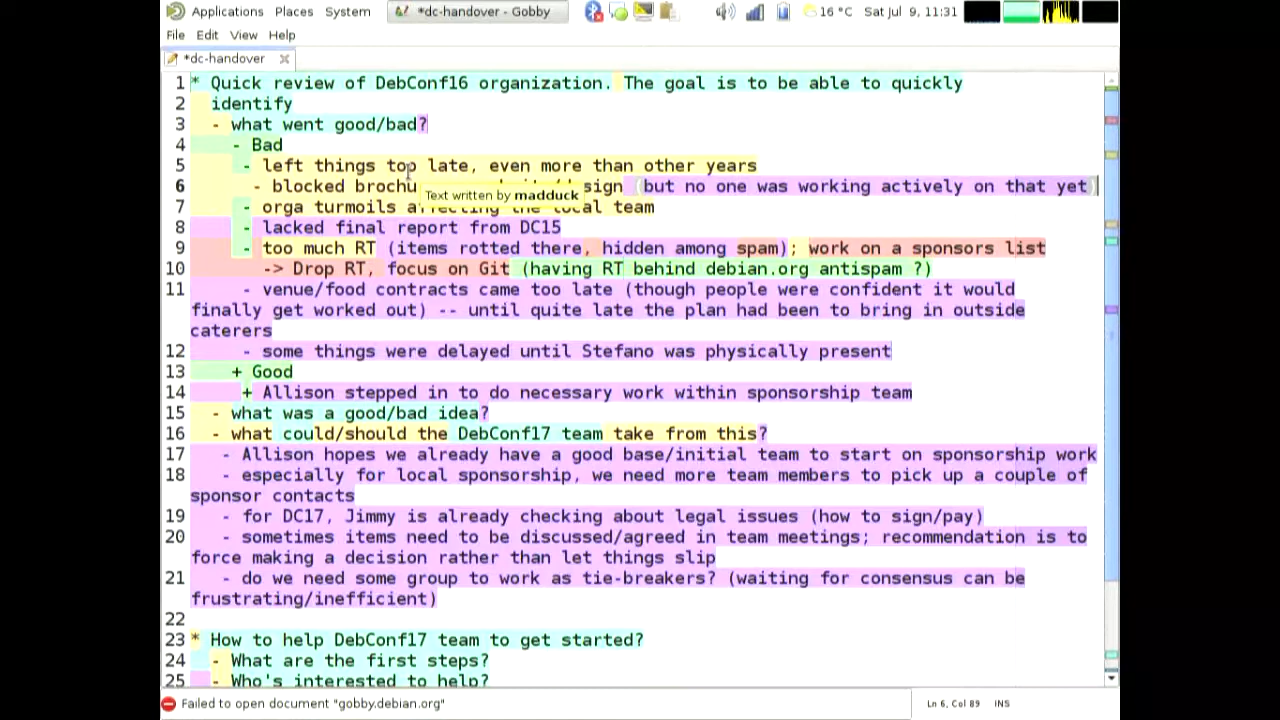 Applications Places System *dc-handover - Gobby 16 °C Sat Jul 9, 11:31
File Edit View Help
*dc-handover
1 * Quick review of DebConf16 organization. The goal is to be able to quickly
2 identify
3 - what went good/bad?
4 - Bad
5 - left things too late, even more than other years
6 - blocked brochu sign (but no one was working actively on that yet)
Text written by madduck
7 - orga turmoils affecting the local team
8 - lacked final report from DC15
9 - too much RT (items rotted there, hidden among spam); work on a sponsors list
10 -> Drop RT, focus on Git (having RT behind debian.org antispam ?)
11 - venue/food contracts came too late (though people were confident it would
finally get worked out) -- until quite late the plan had been to bring in outside
caterers
12 - some things were delayed until Stefano was physically present
13 + Good
14 + Allison stepped in to do necessary work within sponsorship team
15 - what was a good/bad idea?
16 - what could/should the DebConf17 team take from this?
17 - Allison hopes we already have a good base/initial team to start on sponsorship work
18 - especially for local sponsorship, we need more team members to pick up a couple of
sponsor contacts
19 - for DC17, Jimmy is already checking about legal issues (how to sign/pay)
20 - sometimes items need to be discussed/agreed in team meetings; recommendation is to
force making a decision rather than let things slip
21 - do we need some group to work as tie-breakers? (waiting for consensus can be
frustrating/inefficient)
22
23 * How to help DebConf17 team to get started?
24 - What are the first steps?
25 - Who's interested to help?
Failed to open document "gobby.debian.org" Ln 6, Col 89 INS